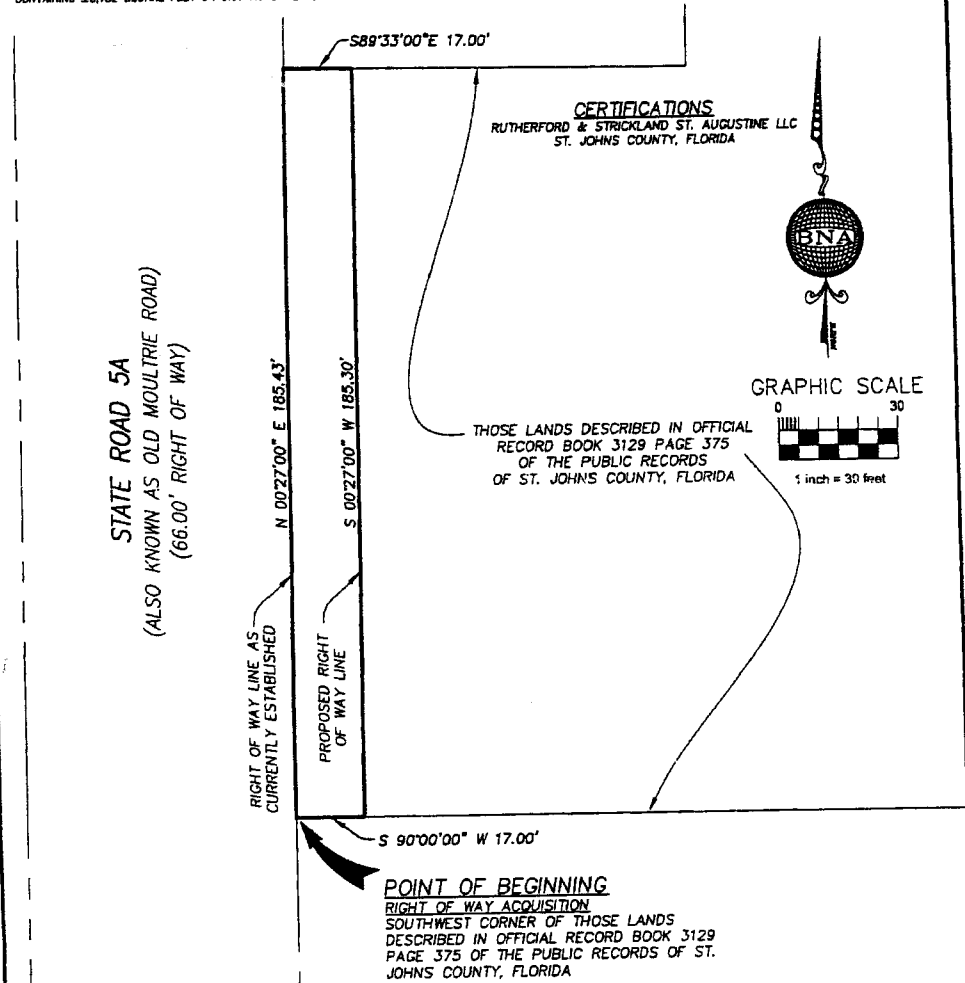 S89°33'00"E 17.00'
CERTIFICATIONS
RUTHERFORD & STRICKLAND ST. AUGUSTINE LLC
ST. JOHNS COUNTY, FLORIDA
BNA
GRAPHIC SCALE
0 30
1 inch = 30 feet
STATE ROAD 5A
(ALSO KNOWN AS OLD MOULTRIE ROAD)
(66.00' RIGHT OF WAY)
N 00°27'00" E 185.43'
S 00°27'00" W 185.30'
THOSE LANDS DESCRIBED IN OFFICIAL
RECORD BOOK 3129 PAGE 375
OF THE PUBLIC RECORDS
OF ST. JOHNS COUNTY, FLORIDA
RIGHT OF WAY LINE AS
CURRENTLY ESTABLISHED
PROPOSED RIGHT
OF WAY LINE
S 90°00'00" W 17.00'
POINT OF BEGINNING
RIGHT OF WAY ACQUISITION
SOUTHWEST CORNER OF THOSE LANDS
DESCRIBED IN OFFICIAL RECORD BOOK 3129
PAGE 375 OF THE PUBLIC RECORDS OF ST.
JOHNS COUNTY, FLORIDA